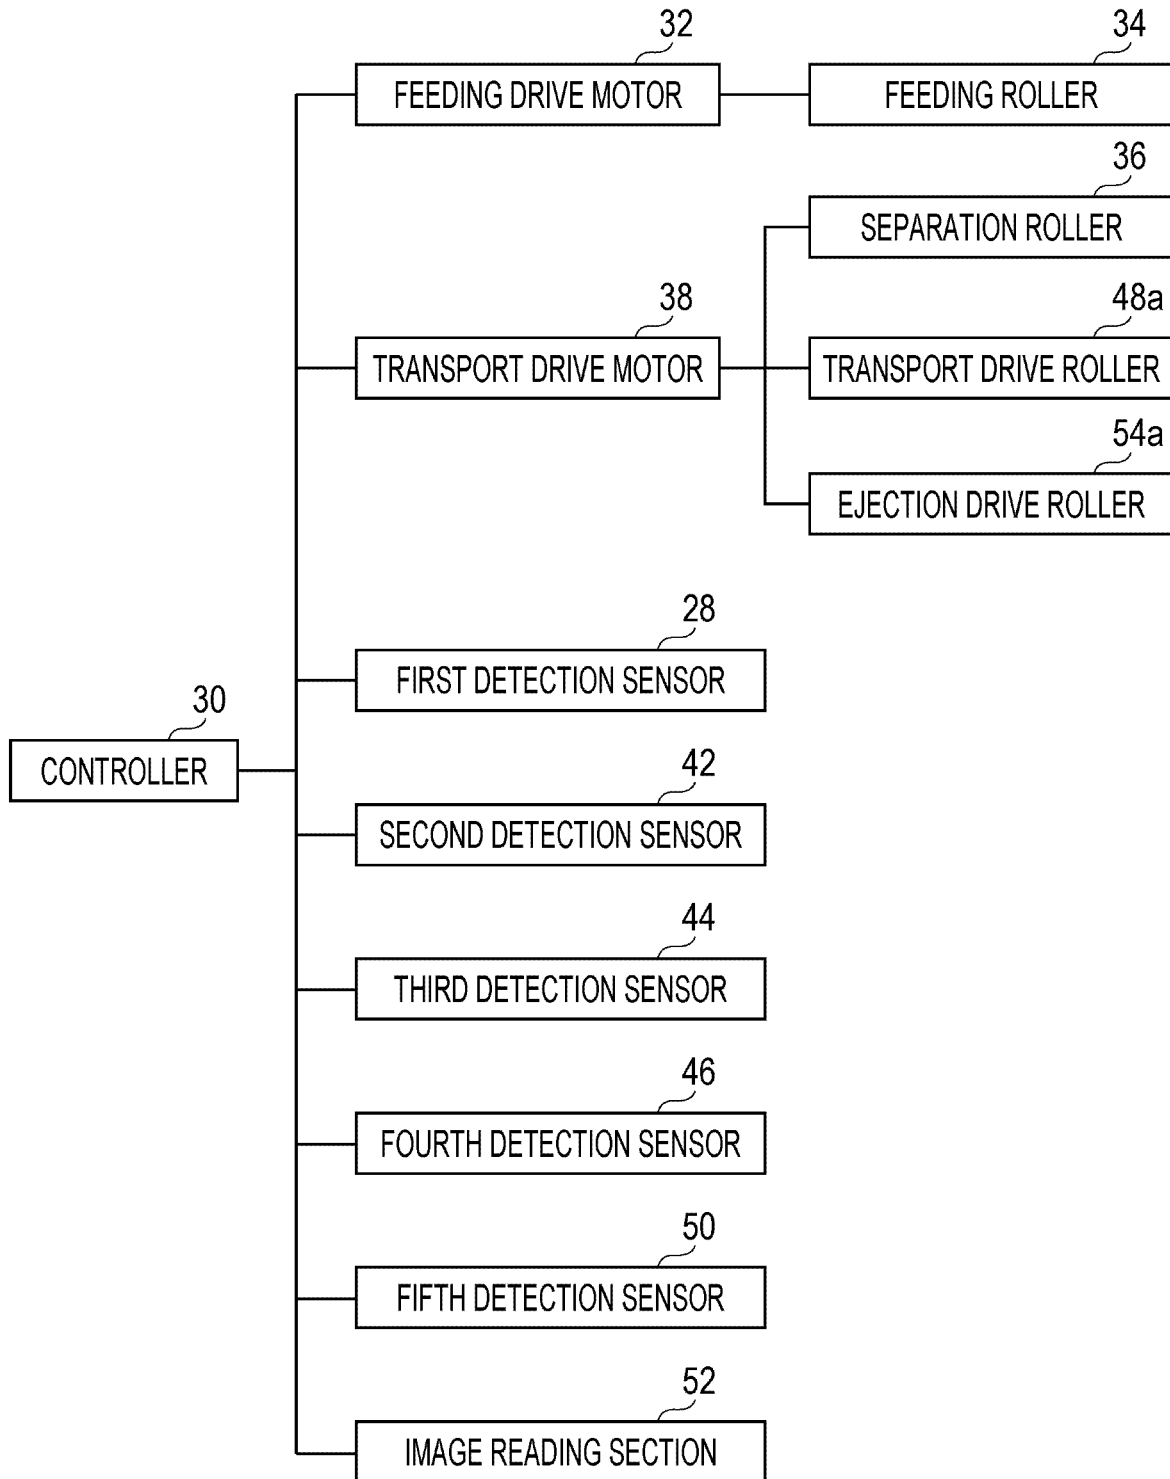 32
FEEDING DRIVE MOTOR
34
FEEDING ROLLER
36
SEPARATION ROLLER
38
TRANSPORT DRIVE MOTOR
48a
TRANSPORT DRIVE ROLLER
54a
EJECTION DRIVE ROLLER
28
FIRST DETECTION SENSOR
30
CONTROLLER
42
SECOND DETECTION SENSOR
44
THIRD DETECTION SENSOR
46
FOURTH DETECTION SENSOR
50
FIFTH DETECTION SENSOR
52
IMAGE READING SECTION